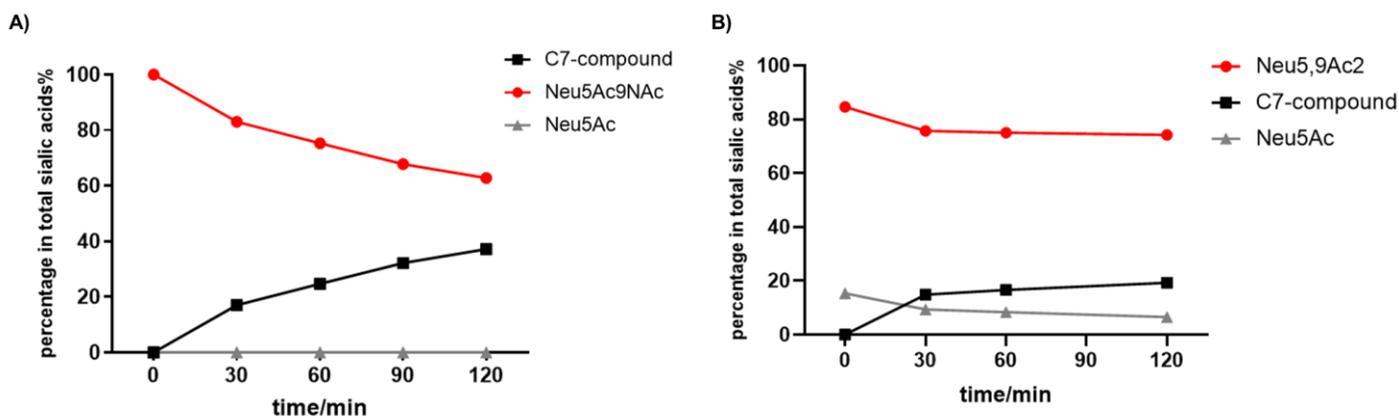 A)
percentage in total sialic acids%
100
80
60
40
20
0
0 30 60 90 120
time/min
C7-compound
Neu5Ac9NAc
Neu5Ac
B)
percentage in total sialic acids%
100
80
60
40
20
0
0 30 60 90 120
time/min
Neu5,9Ac2
C7-compound
Neu5Ac